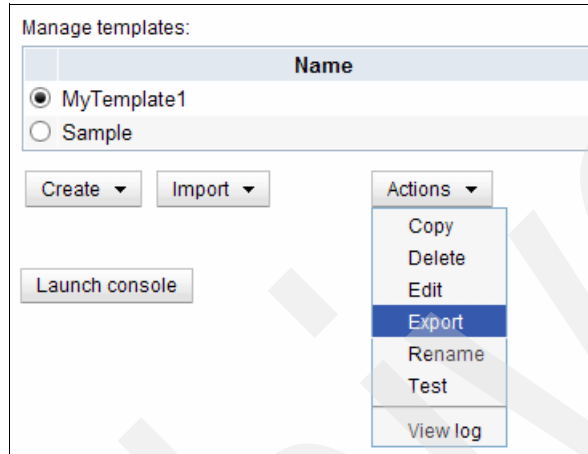 Manage templates:
Name
MyTemplate1
Sample
Create Import Actions
Copy
Delete
Launch console
Edit
Export
Rename
Test
View log